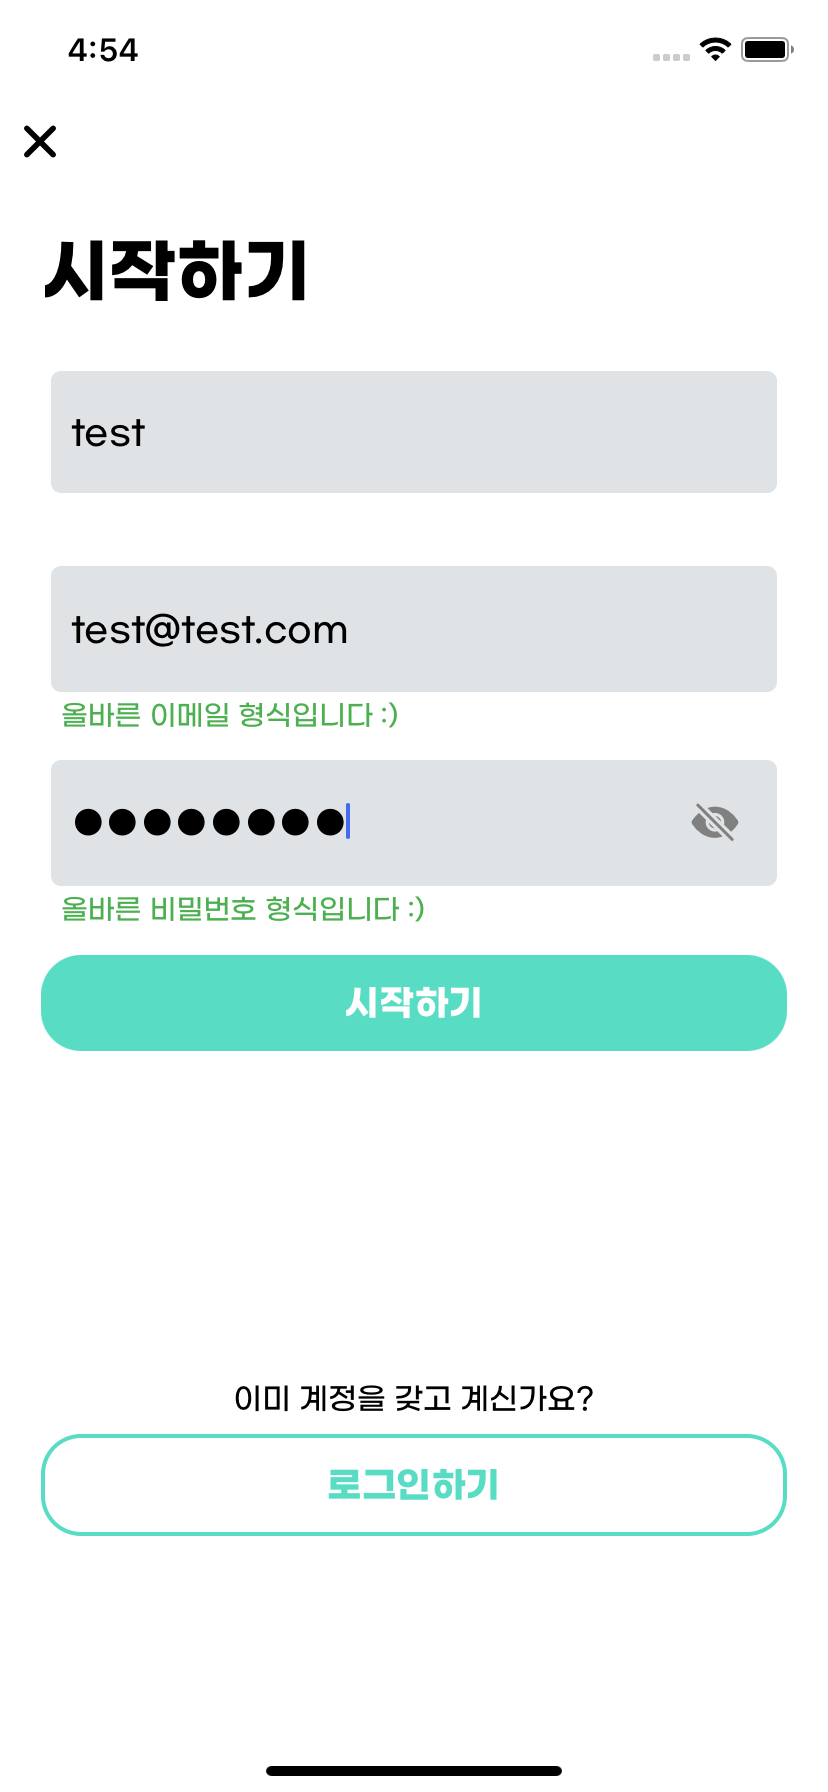 4:54
시작하기
test
test@test.com
올바른 이메일 형식입니다 :)
●●●●●●●●
올바른 비밀번호 형식입니다 :)
시작하기
이미 계정을 갖고 계신가요?
로그인하기